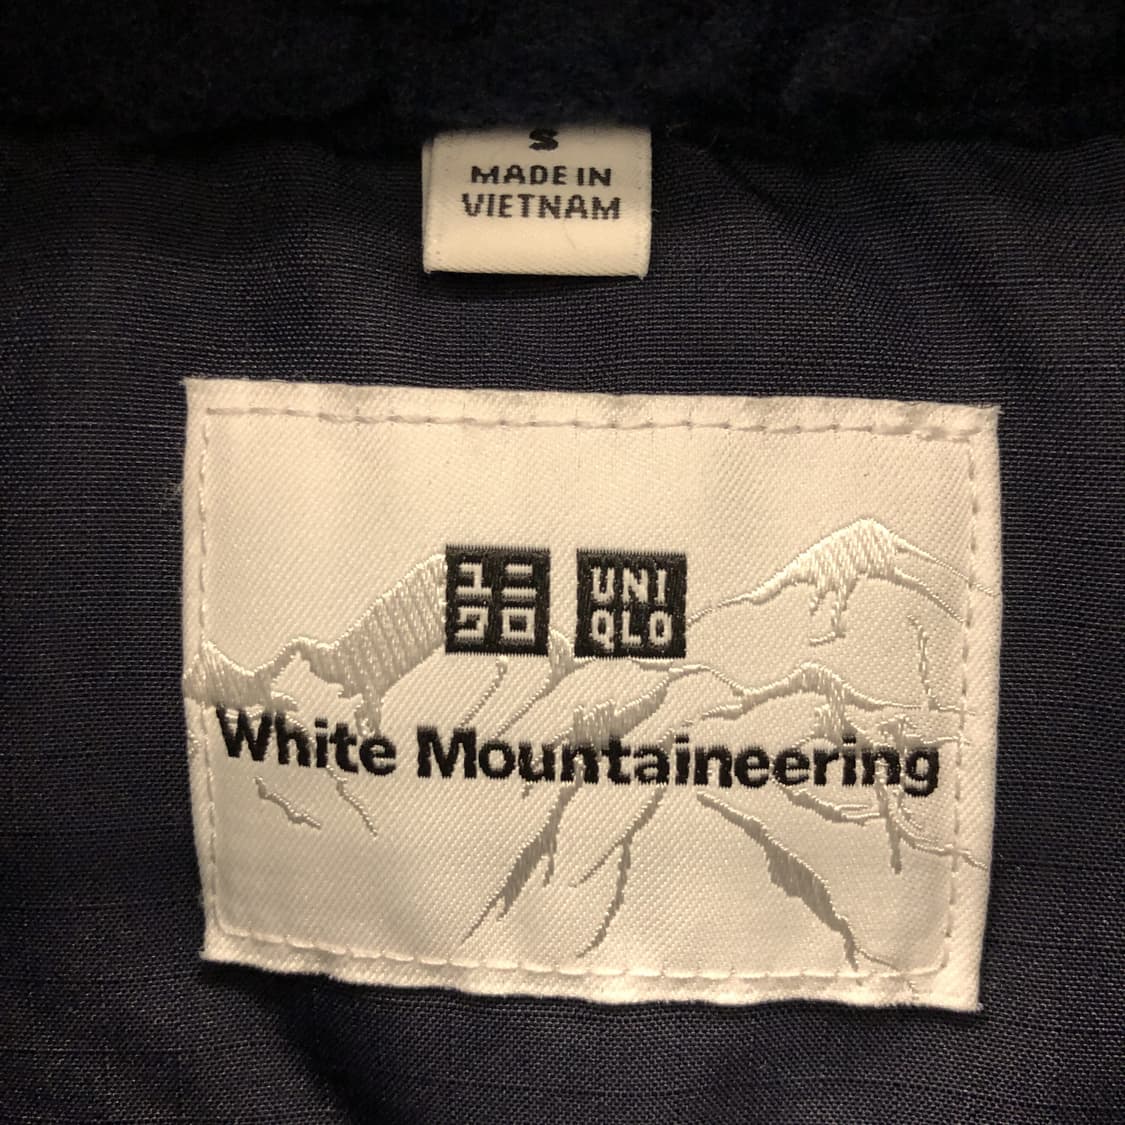 S
MADE IN
VIETNAM
ユニ
クロ
UNI
QLO
White Mountaineering